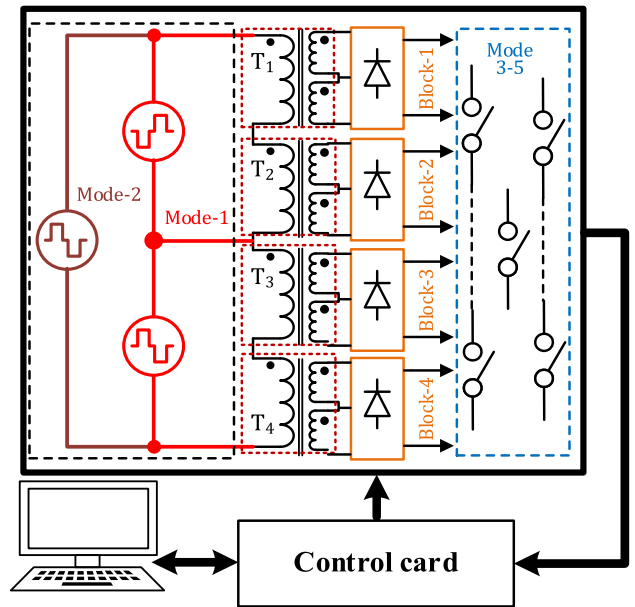 Mode-2
Mode-1
T1
T2
T3
T4
Block-1
Block-2
Block-3
Block-4
Mode
3-5
Control card